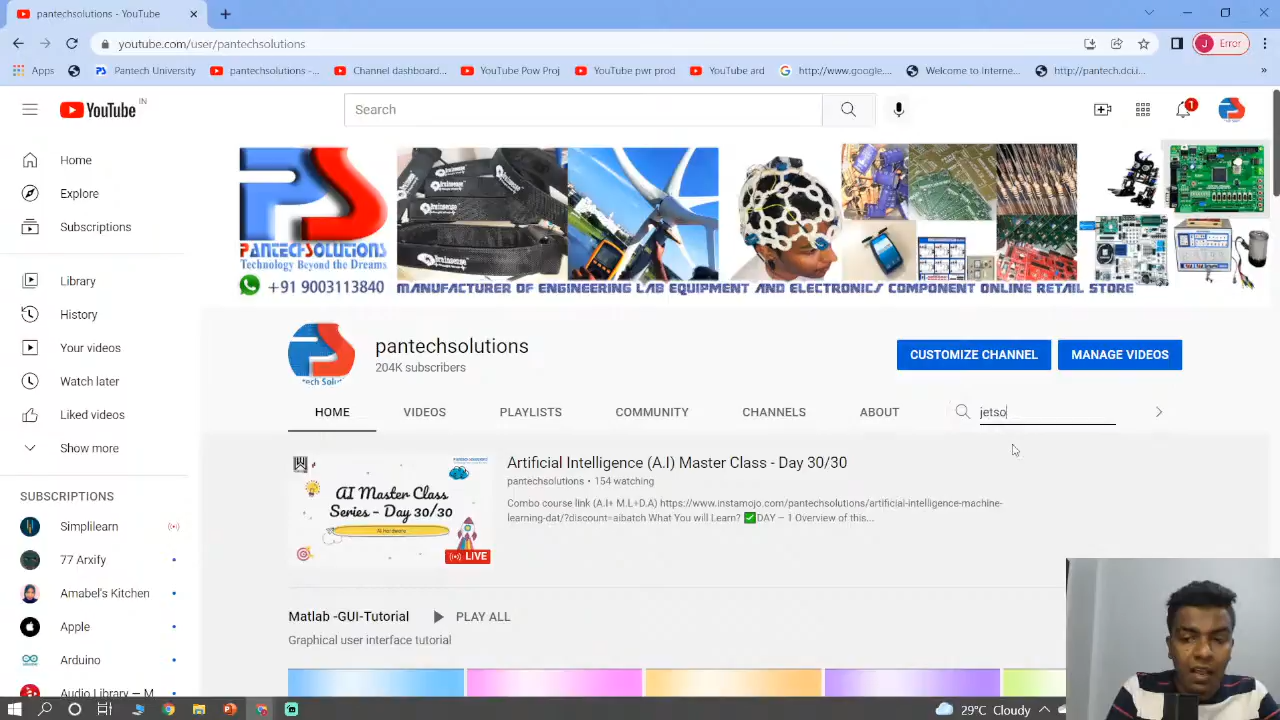 pantechsolutions - YouTube
youtube.com/user/pantechsolutions
J Error
Apps
Pantech University
pantechsolutions -...
Channel dashboard...
YouTube Pow Proj
YouTube pwr prod
YouTube ard
http://www.google....
Welcome to Interna...
http://pantech.dci.i...
YouTube IN
Search
1
Home
Explore
Subscriptions
Library
History
Your videos
Watch later
Liked videos
Show more
SUBSCRIPTIONS
Simplilearn
77 Arxify
Amabel's Kitchen
Apple
Arduino
Audio Library — M
PS
PANTECHSOLUTIONS
Technology Beyond the Dreams
+91 9003113840
MANUFACTURER OF ENGINEERING LAB EQUIPMENT AND ELECTRONICS COMPONENT ONLINE RETAIL STORE
pantechsolutions
204K subscribers
CUSTOMIZE CHANNEL
MANAGE VIDEOS
HOME
VIDEOS
PLAYLISTS
COMMUNITY
CHANNELS
ABOUT
jetso
AI Master Class
Series - Day 30/30
LIVE
Artificial Intelligence (A.I) Master Class - Day 30/30
pantechsolutions • 154 watching
Combo course link (A.I+ M.L+D.A) https://www.instamojo.com/pantechsolutions/artificial-intelligence-machine-
learning-dat/?discount=aibatch What You will Learn? ✅DAY – 1 Overview of this...
Matlab -GUI-Tutorial
PLAY ALL
Graphical user interface tutorial
29°C Cloudy